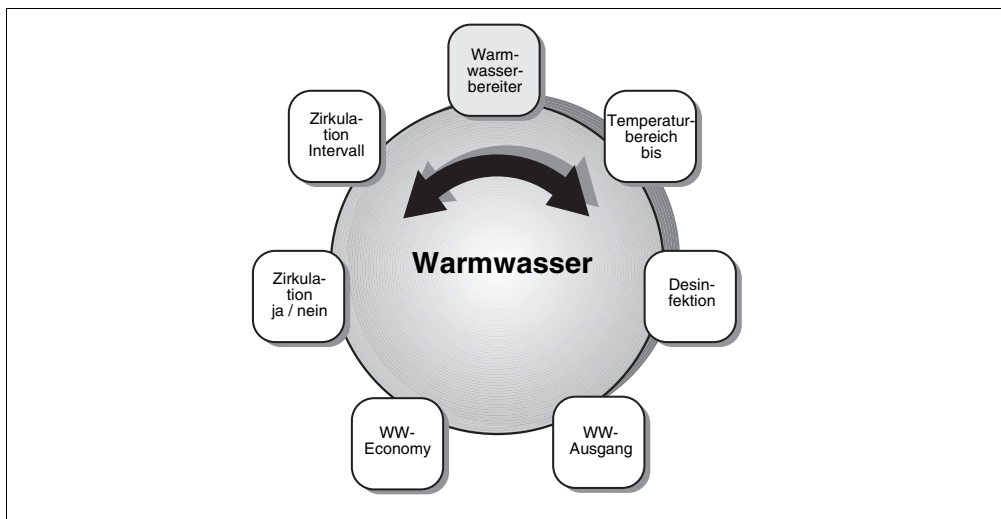 Warm-
wasser-
bereiter
Zirkula-
tion
Intervall
Temperatur-
bereich
bis
Warmwasser
Zirkula-
tion
ja / nein
Desin-
fektion
WW-
Economy
WW-
Ausgang